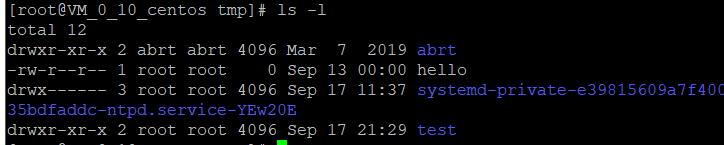 [root@VM_0_10_centos tmp]# ls -l
total 12
drwxr-xr-x 2 abrt abrt 4096 Mar  7  2019 abrt
-rw-r--r-- 1 root root    0 Sep 13 00:00 hello
drwx------ 3 root root 4096 Sep 17 11:37 systemd-private-e39815609a7f400
35bdfaddc-ntpd.service-YEw20E
drwxr-xr-x 2 root root 4096 Sep 17 21:29 test